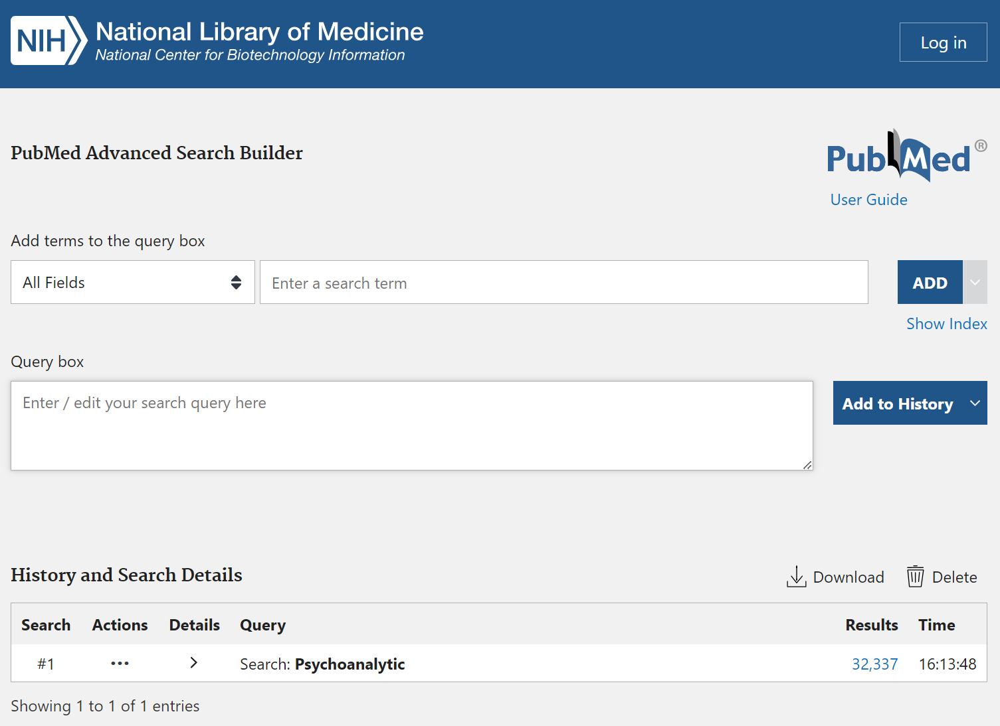 NIH National Library of Medicine
National Center for Biotechnology Information
Log in
PubMed Advanced Search Builder
PubMed®
User Guide
Add terms to the query box
All Fields
Enter a search term
ADD
Show Index
Query box
Enter / edit your search query here
Add to History
History and Search Details
Download
Delete
Search Actions Details Query Results Time
#1 ••• Search: Psychoanalytic 32,337 16:13:48
Showing 1 to 1 of 1 entries